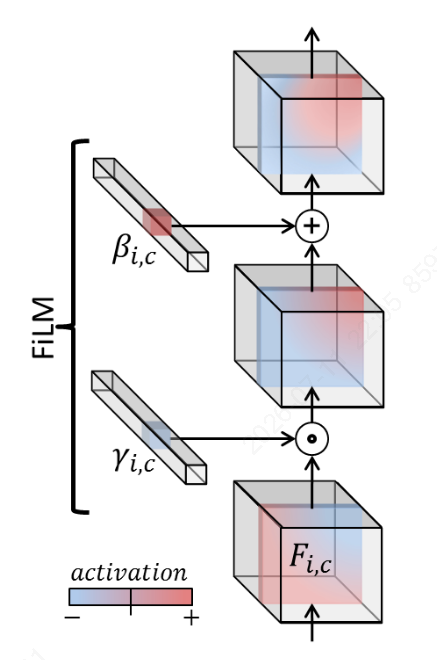 +
β_{i,c}
FiLM
γ_{i,c}
F_{i,c}
activation
− +